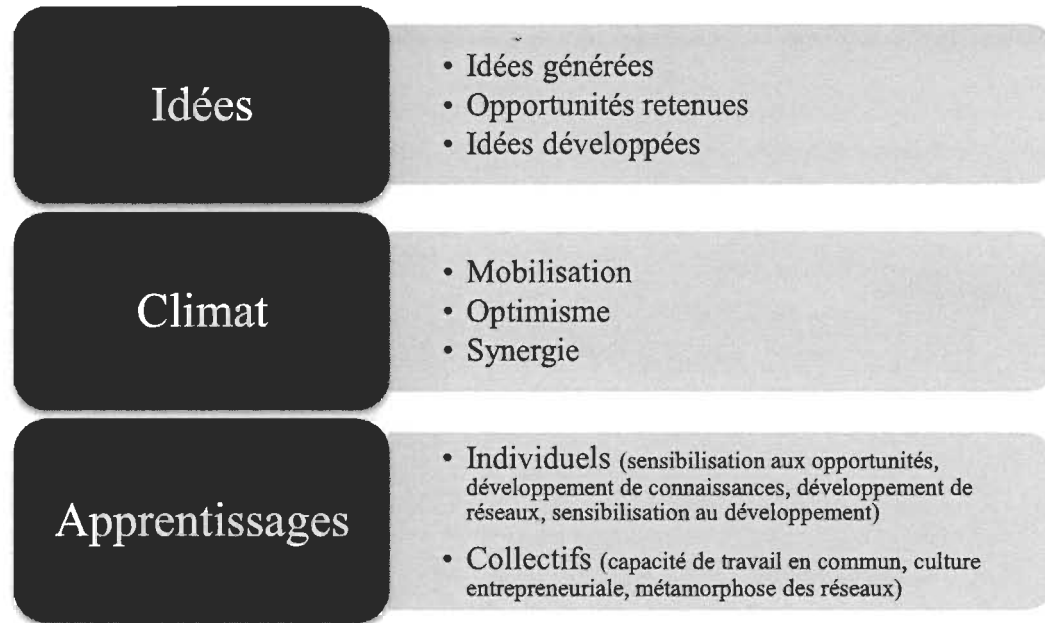 Idées
• Idées générées
• Opportunités retenues
• Idées développées
Climat
• Mobilisation
• Optimisme
• Synergie
Apprentissages
• Individuels (sensibilisation aux opportunités,
développement de connaissances, développement de
réseaux, sensibilisation au développement)
• Collectifs (capacité de travail en commun, culture
entrepreneuriale, métamorphose des réseaux)